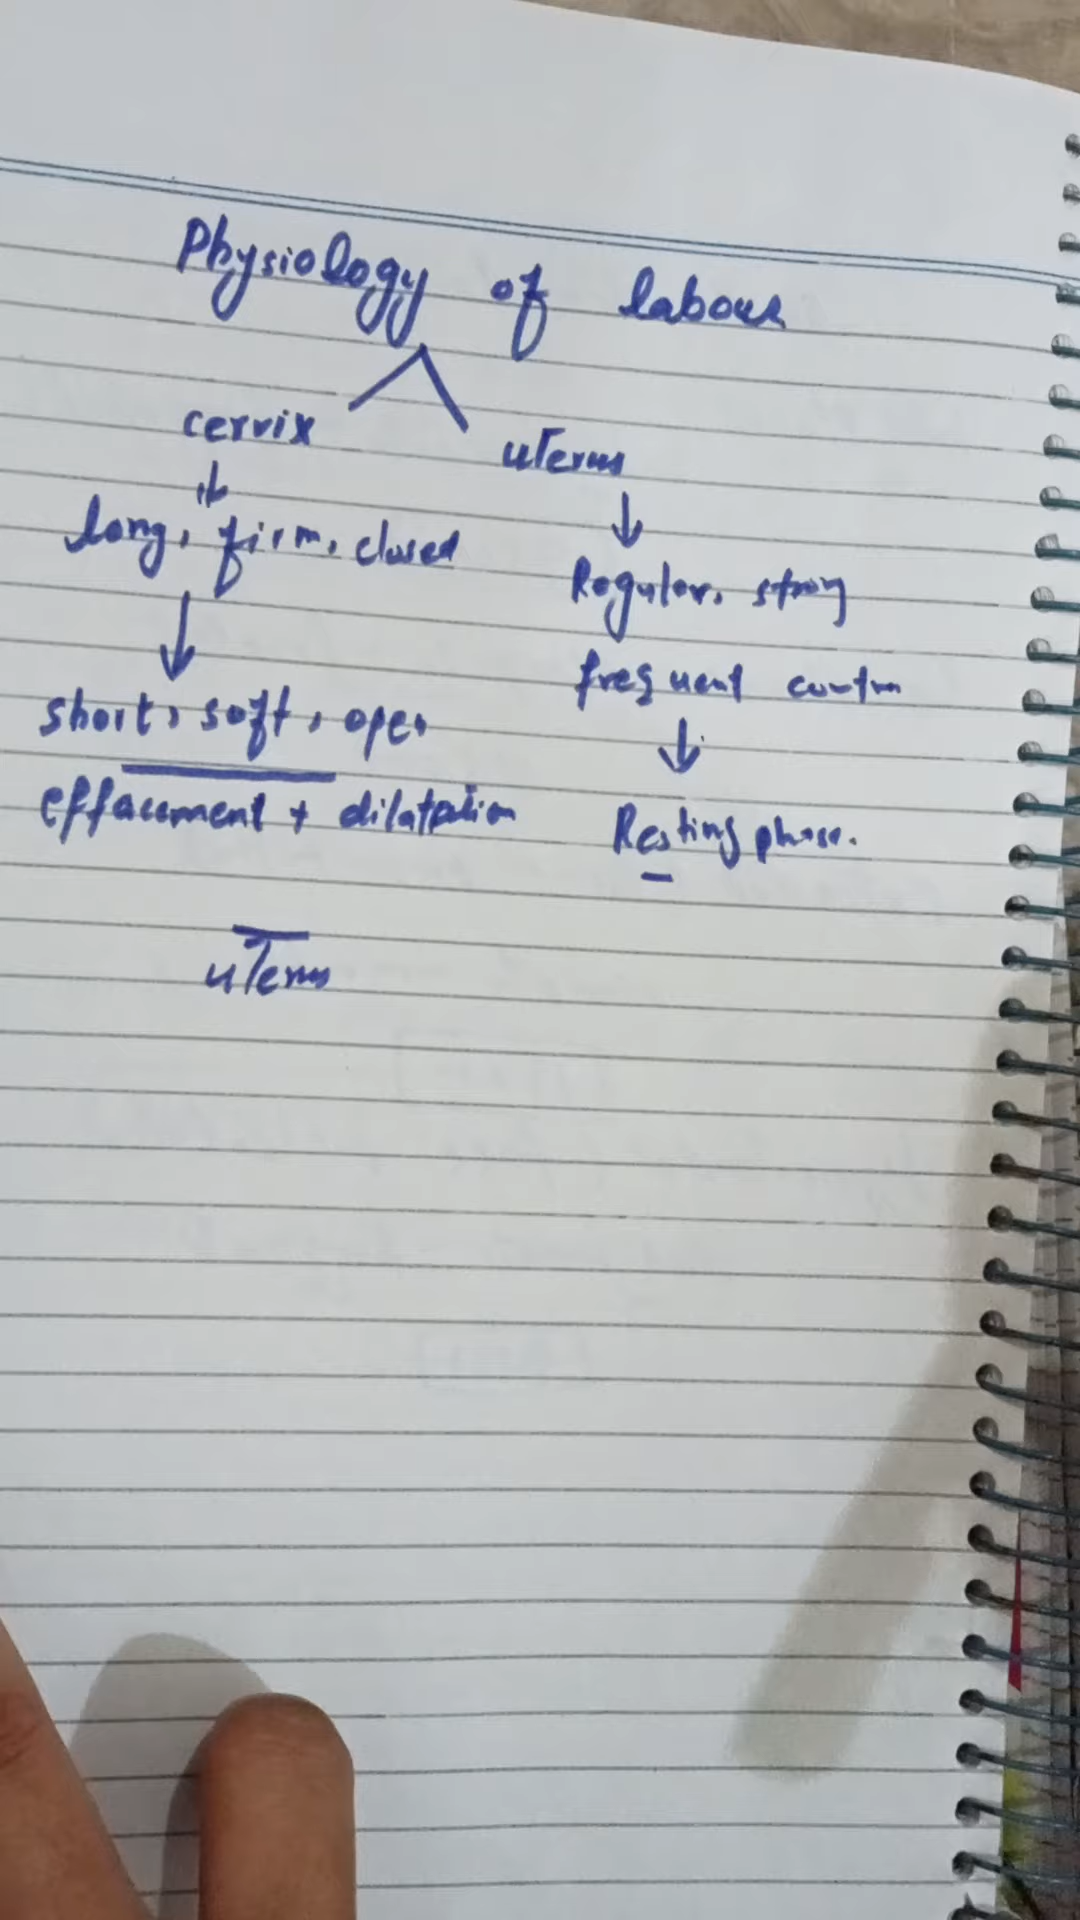 Physiology of labour
cervix
long, firm, closed
short, soft, open
effacement + dilatation
uterus
Regular, strong
frequent contrn
Resting phase.
uterus